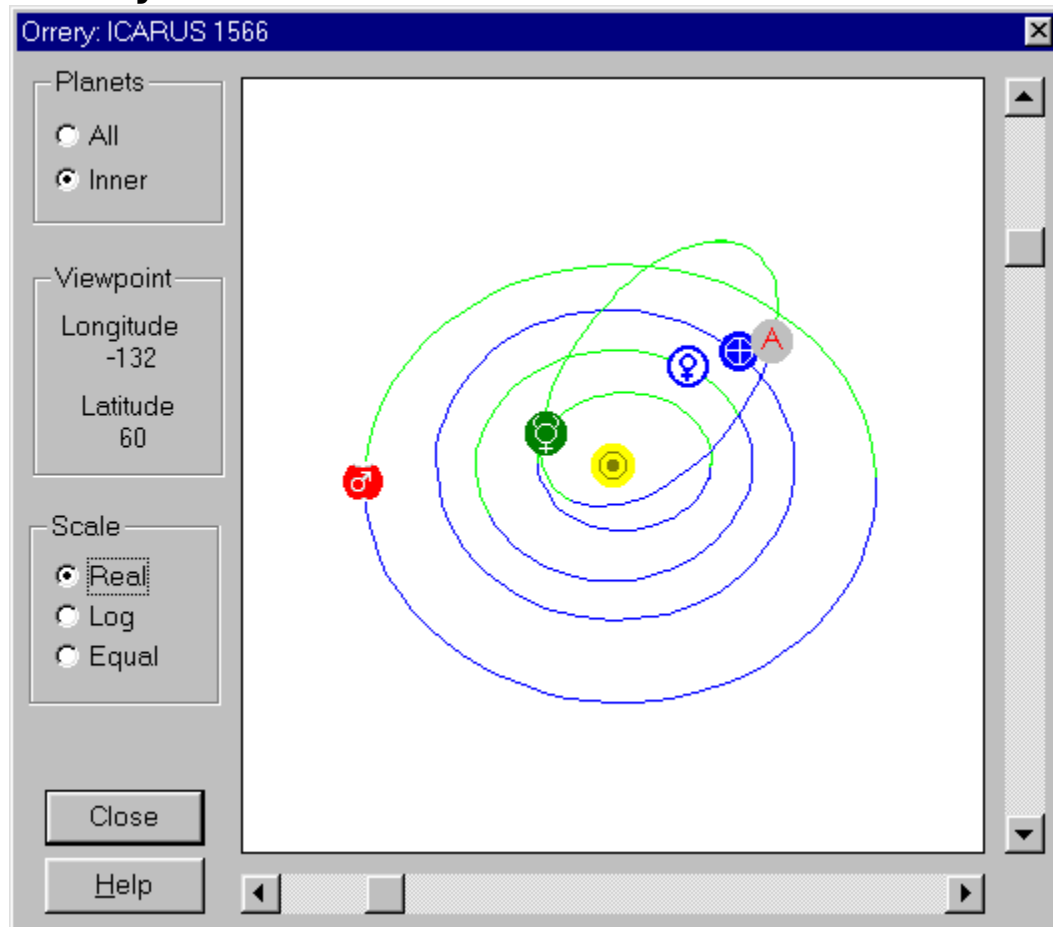 Orrery: ICARUS 1566
Planets
All
Inner
Viewpoint
Longitude
-132
Latitude
60
Scale
Real
Log
Equal
Close
Help
A